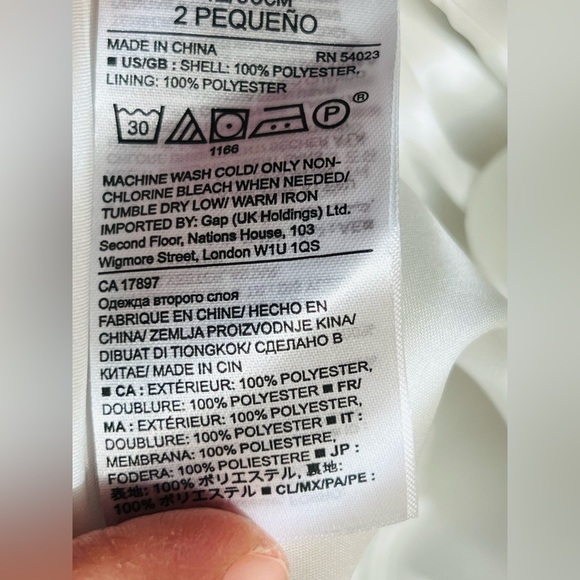 2 PEQUEÑO
MADE IN CHINA RN 54023
■ US/GB : SHELL: 100% POLYESTER,
LINING: 100% POLYESTER
30 P ®
1166
MACHINE WASH COLD/ ONLY NON-
CHLORINE BLEACH WHEN NEEDED/
TUMBLE DRY LOW/ WARM IRON
IMPORTED BY: Gap (UK Holdings) Ltd.
Second Floor, Nations House, 103
Wigmore Street, London W1U 1QS
CA 17897
Одежда второго слоя
FABRIQUE EN CHINE/ HECHO EN
CHINA/ ZEMLJA PROIZVODNJE KINA/
DIBUAT DI TIONGKOK/ СДЕЛАНО В
КИТАЕ/ MADE IN CIN
■ CA : EXTÉRIEUR: 100% POLYESTER,
DOUBLURE: 100% POLYESTER ■ FR/
MA : EXTÉRIEUR: 100% POLYESTER,
DOUBLURE: 100% POLYESTER ■ IT :
MEMBRANA: 100% POLIESTERE,
FODERA: 100% POLIESTERE ■ JP :
表地: 100% ポリエステル, 裏地:
100% ポリエステル ■ CL/MX/PA/PE :